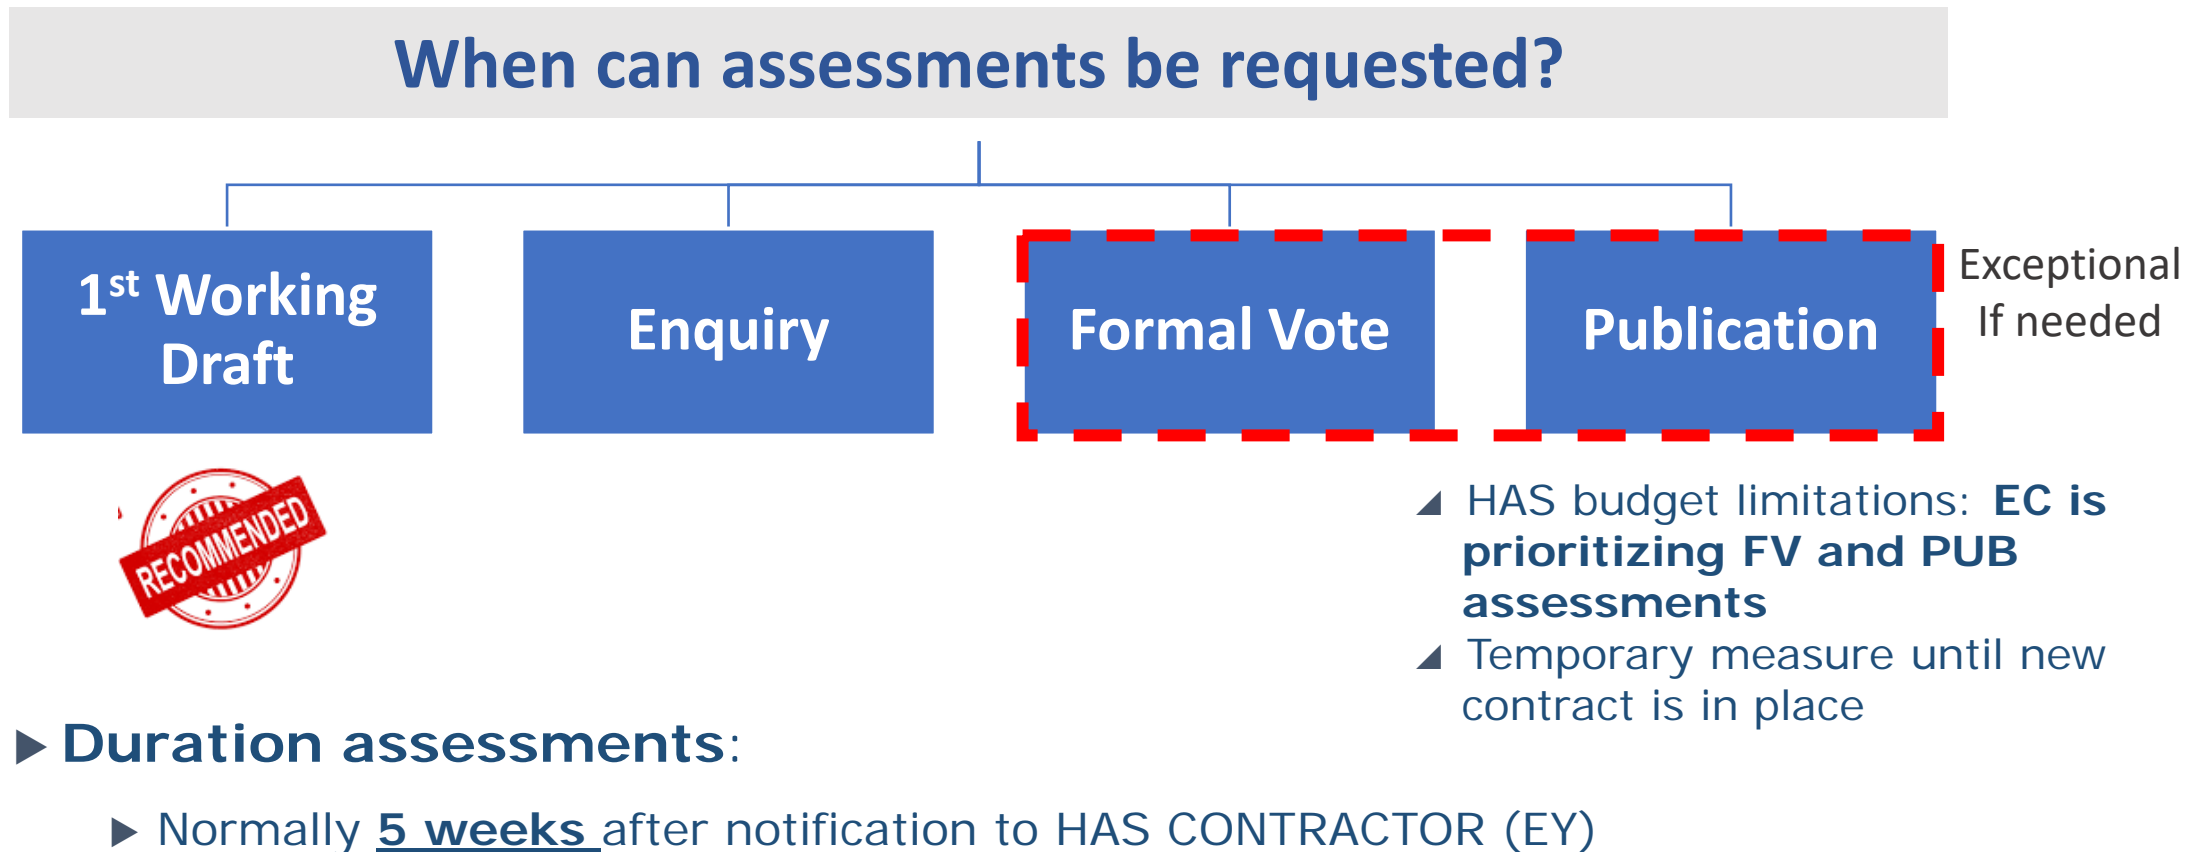 When can assessments be requested?
1st Working
Draft
Enquiry
Formal Vote
Publication
Exceptional
If needed
RECOMMENDED
HAS budget limitations: EC is
prioritizing FV and PUB
assessments
Temporary measure until new
contract is in place
Duration assessments:
Normally 5 weeks after notification to HAS CONTRACTOR (EY)